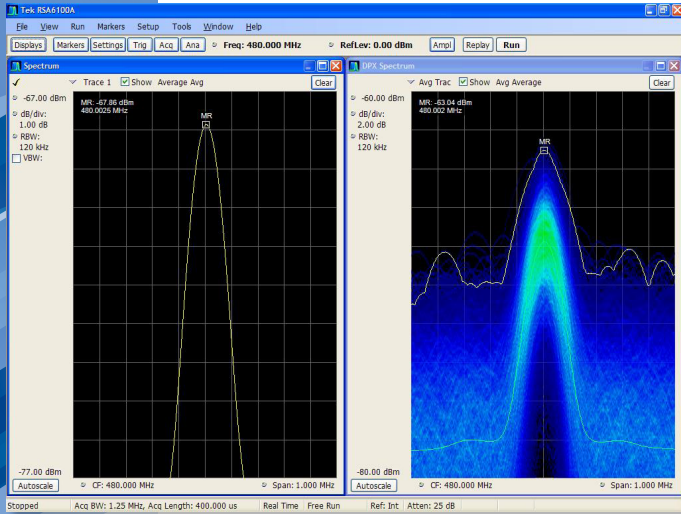 Tek RSA6100A
File View Run Markers Setup Tools Window Help
Displays Markers Settings Trig Acq Ana Freq: 480.000 MHz RefLev: 0.00 dBm Ampl Replay Run
Spectrum
Trace 1 Show Average Avg Clear
-67.00 dBm
dB/div:
1.00 dB
RBW:
120 kHz
VBW:
MR: -67.86 dBm
480.0025 MHz
MR
-77.00 dBm
Autoscale CF: 480.000 MHz Span: 1.000 MHz
DPX Spectrum
Avg Trac Show Avg Average Clear
-60.00 dBm
dB/div:
2.00 dB
RBW:
120 kHz
MR: -63.04 dBm
480.002 MHz
MR
-80.00 dBm
Autoscale CF: 480.000 MHz Span: 1.000 MHz
Stopped Acq BW: 1.25 MHz, Acq Length: 400.000 us Real Time Free Run Ref: Int Atten: 25 dB